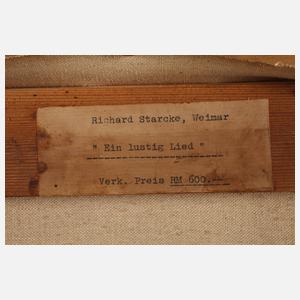 Richard Starcke, Weimar
" Ein lustig Lied "
Verk. Preis RM 600.--